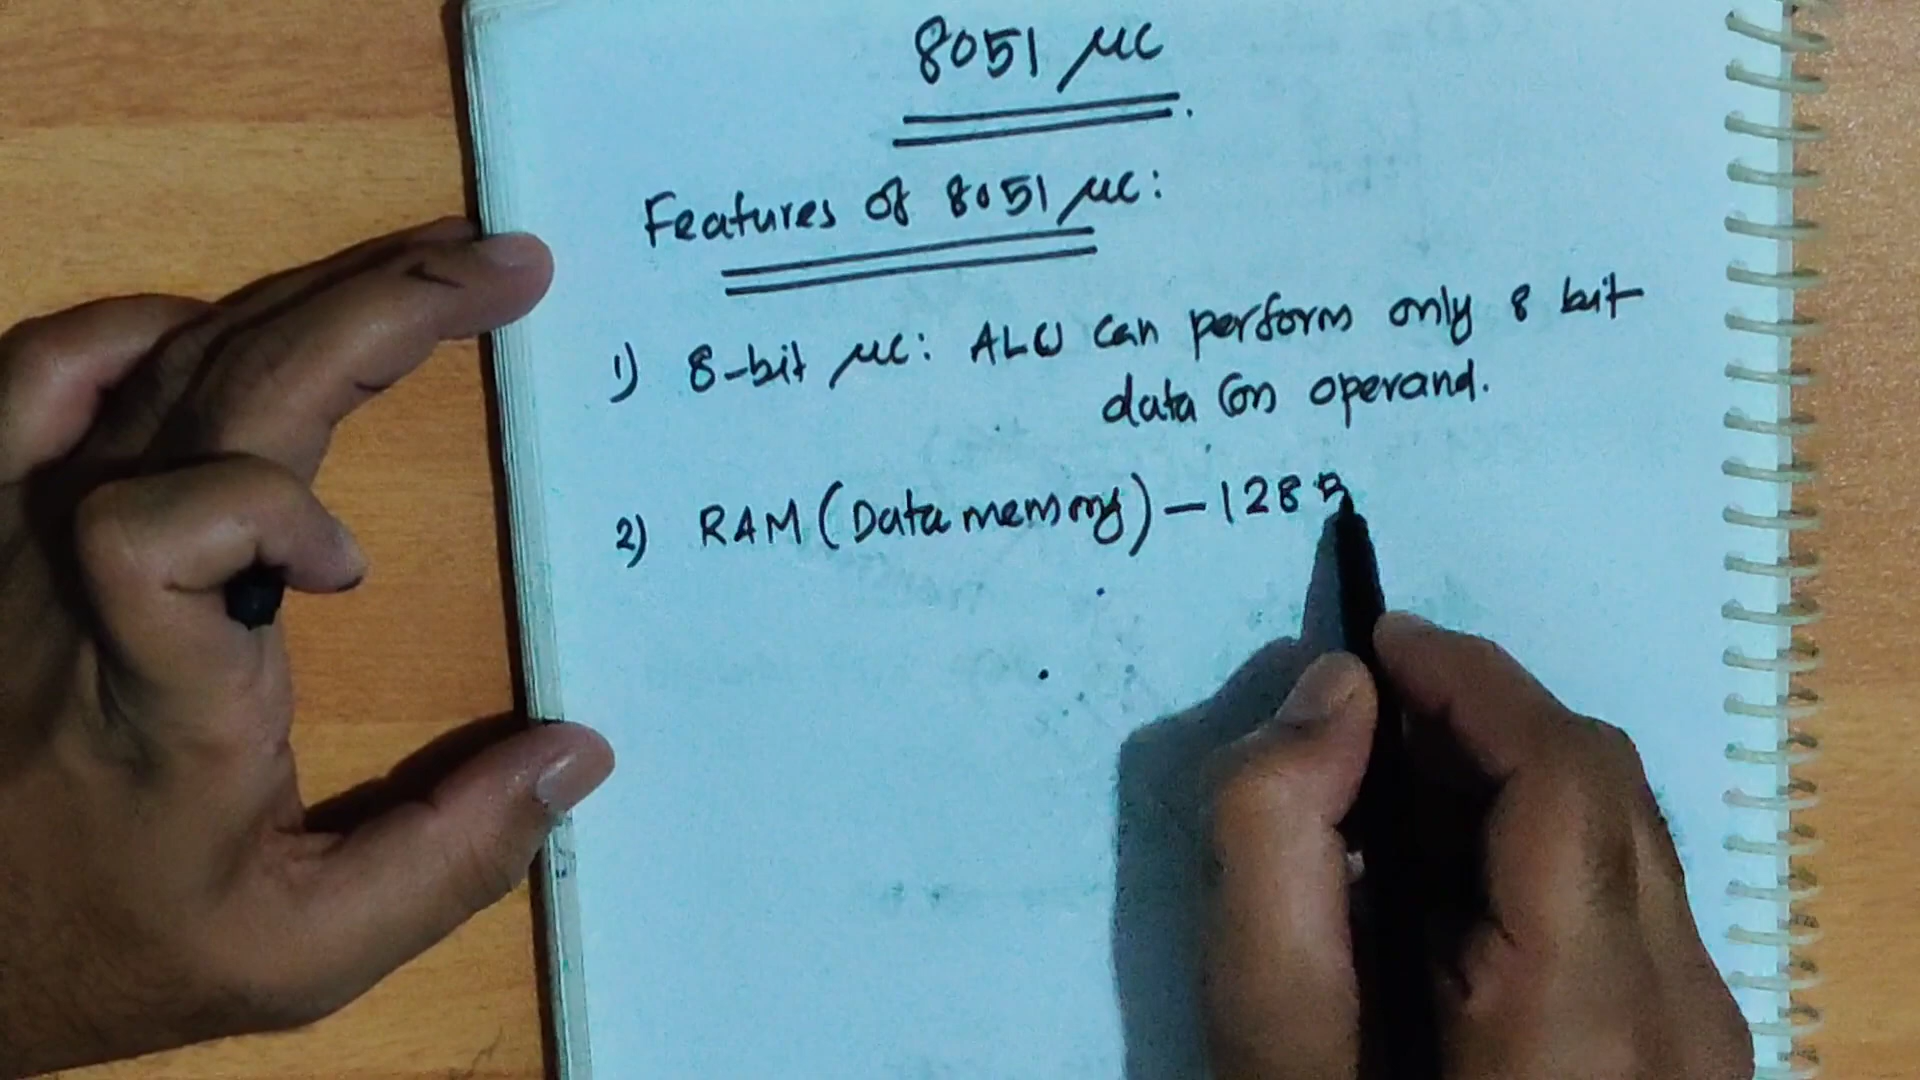 8051 μc
Features of 8051 μc:
1) 8-bit μc: ALU can perform only 8 bit
data (or) operand.
2) RAM (Data memory) - 128 B